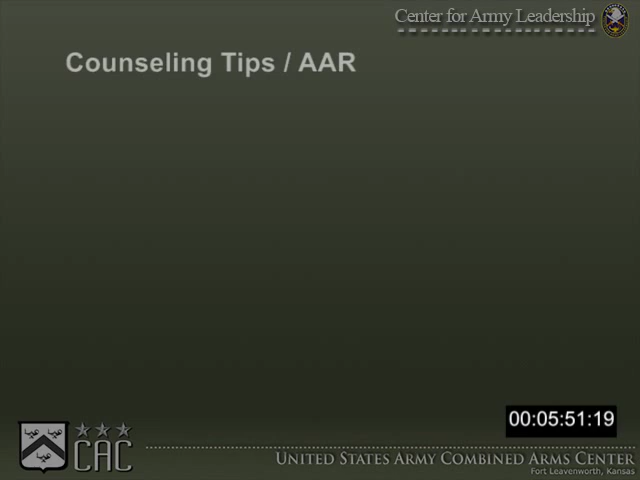 Center for Army Leadership
Counseling Tips / AAR
00:05:51:19
CAC
United States Army Combined Arms Center
Fort Leavenworth, Kansas